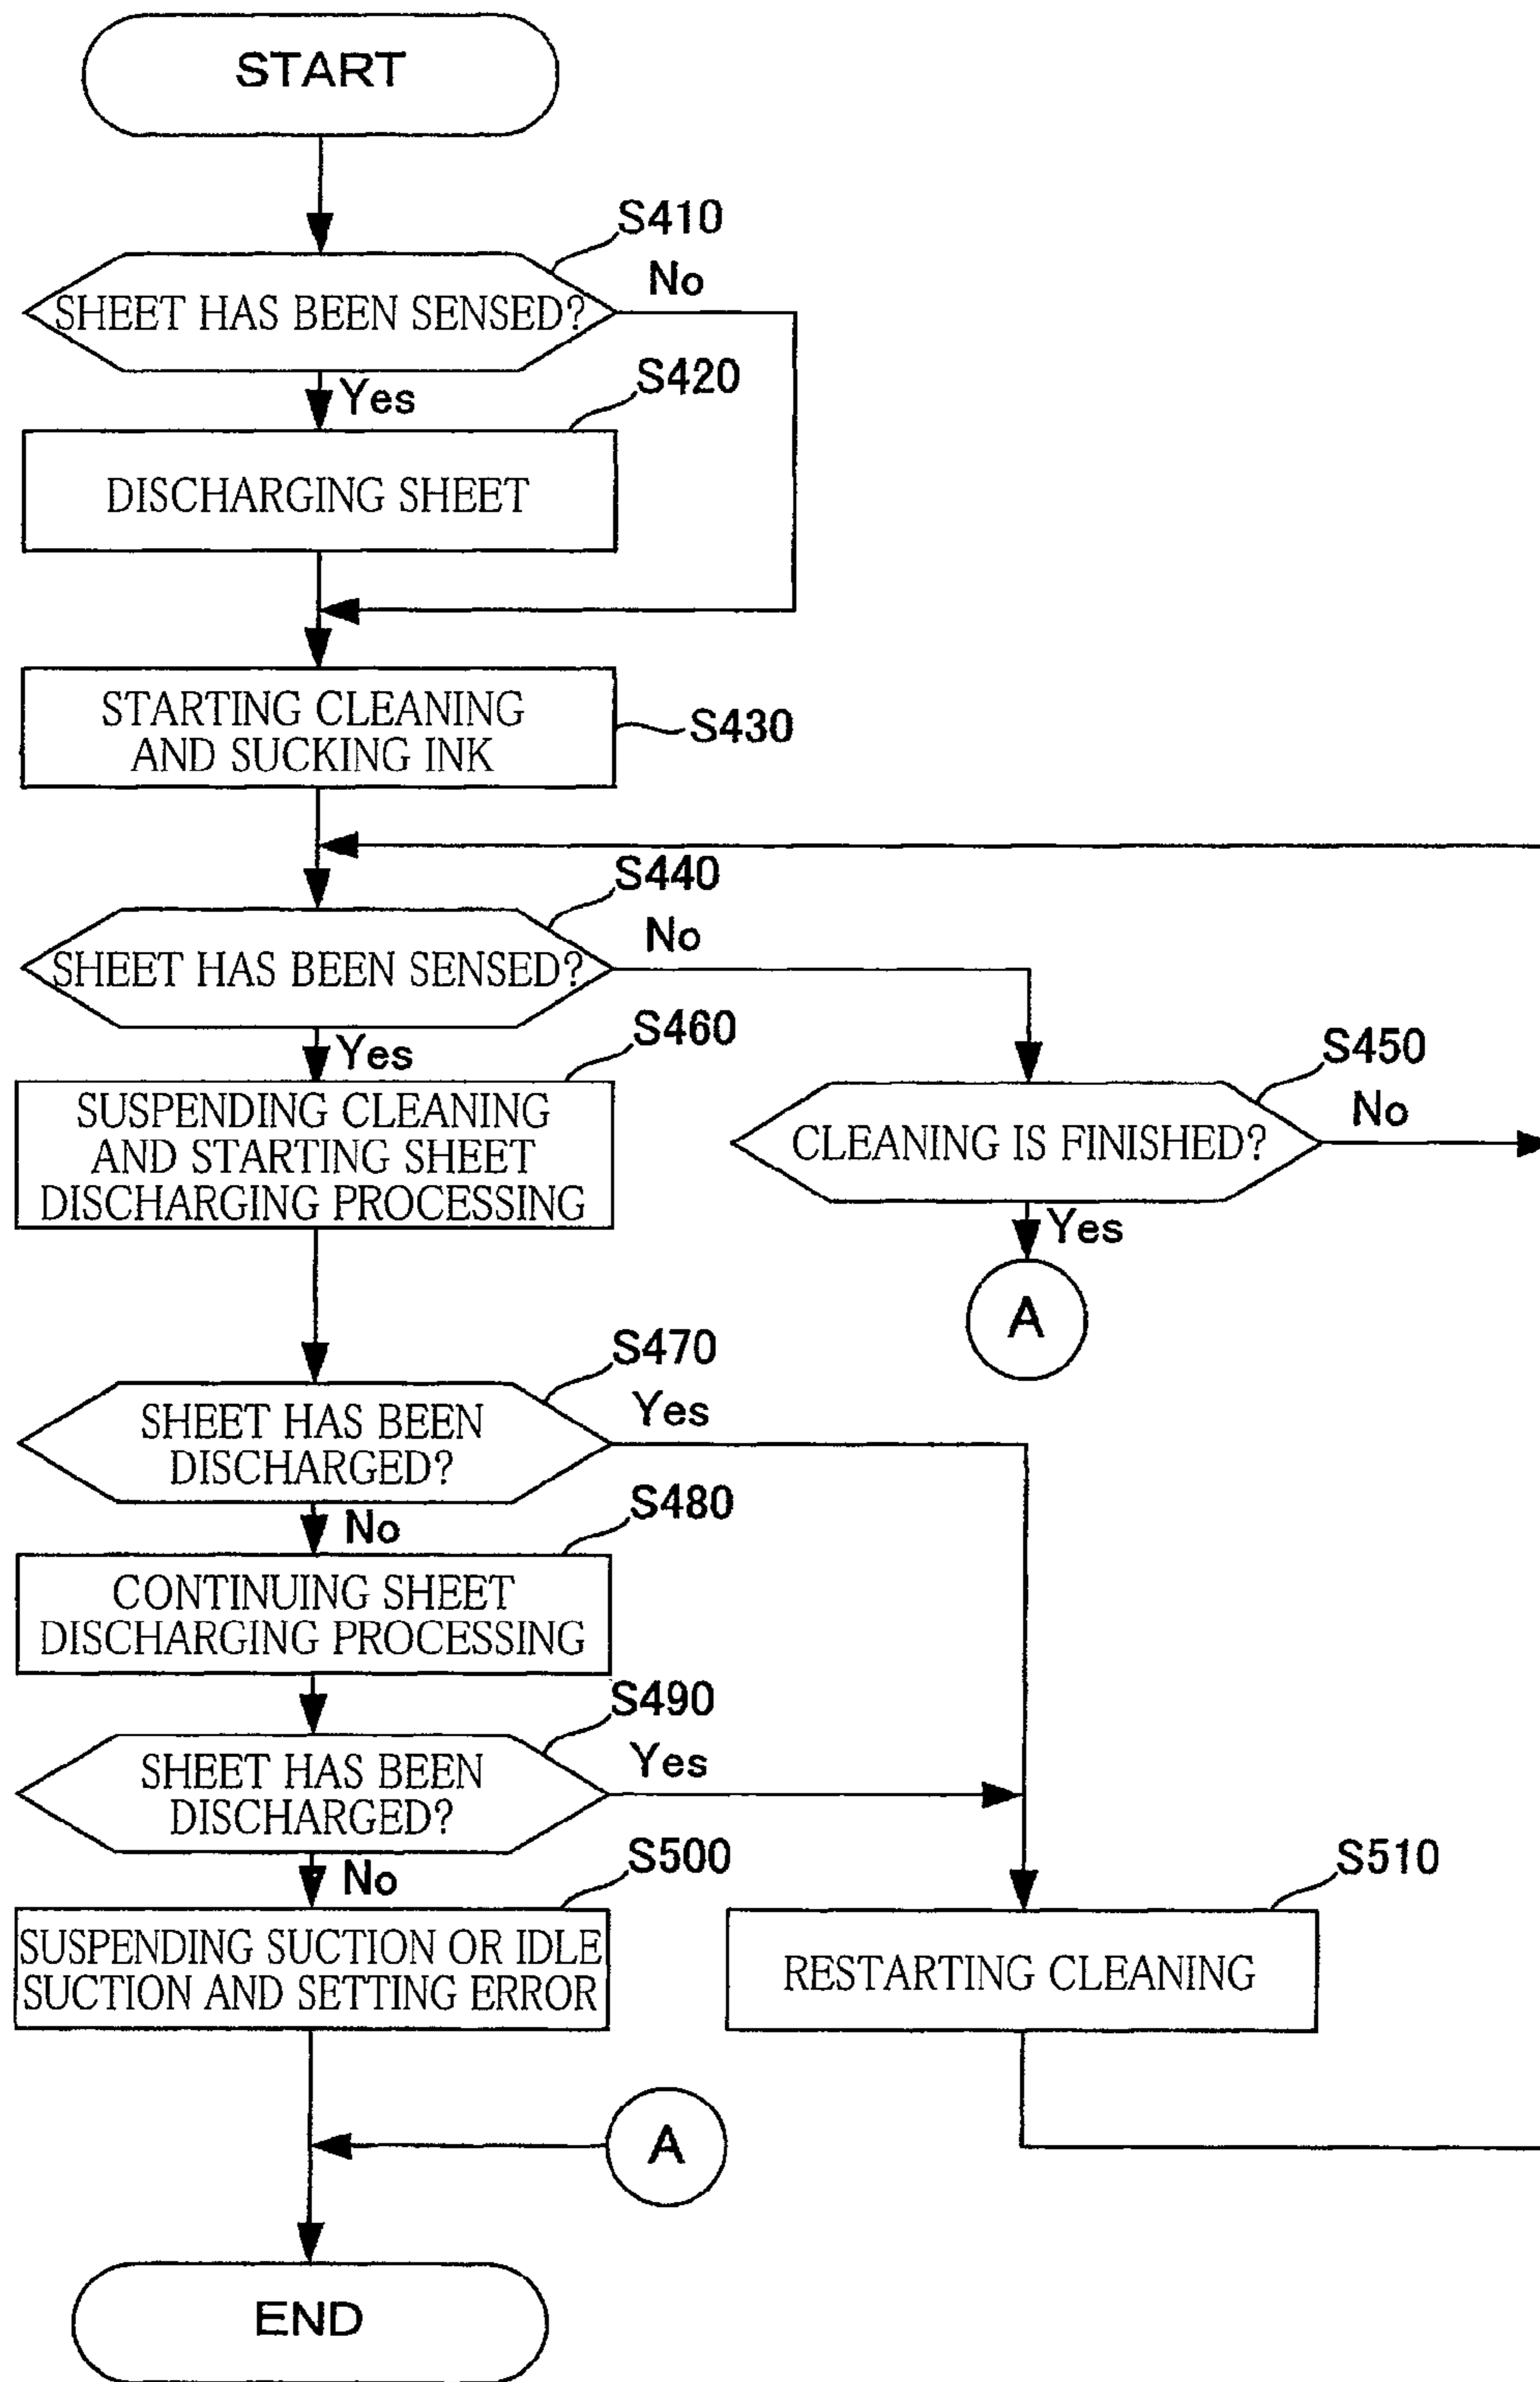 START
S410
No
SHEET HAS BEEN SENSED?
Yes
S420
DISCHARGING SHEET
STARTING CLEANING
AND SUCKING INK
S430
S440
No
SHEET HAS BEEN SENSED?
Yes
S460
SUSPENDING CLEANING
AND STARTING SHEET
DISCHARGING PROCESSING
S450
No
CLEANING IS FINISHED?
Yes
A
S470
Yes
SHEET HAS BEEN
DISCHARGED?
No
S480
CONTINUING SHEET
DISCHARGING PROCESSING
S490
Yes
SHEET HAS BEEN
DISCHARGED?
No
S500
SUSPENDING SUCTION OR IDLE
SUCTION AND SETTING ERROR
S510
RESTARTING CLEANING
A
END